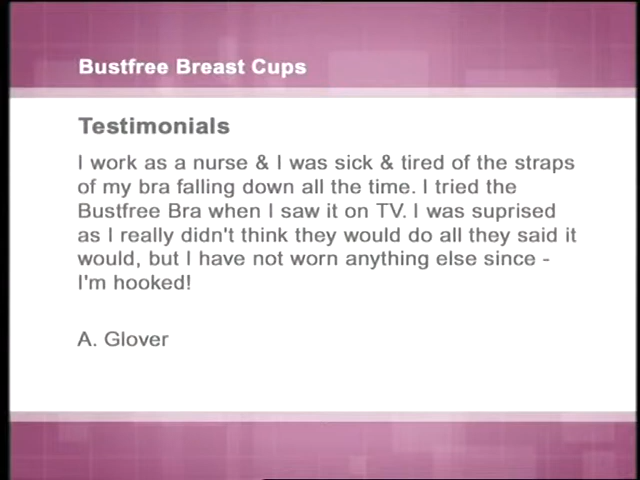 Bustfree Breast Cups
Testimonials
I work as a nurse & I was sick & tired of the straps
of my bra falling down all the time. I tried the
Bustfree Bra when I saw it on TV. I was suprised
as I really didn't think they would do all they said it
would, but I have not worn anything else since -
I'm hooked!
A. Glover